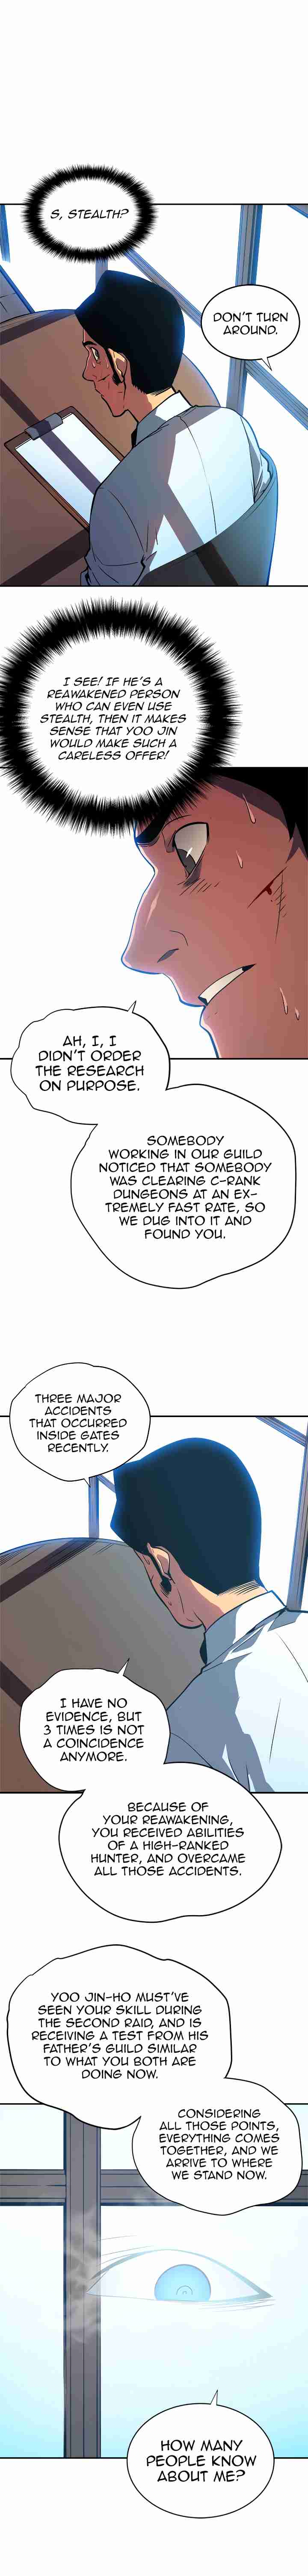 S, STEALTH?
DON'T TURN
AROUND.
I SEE! IF HE'S A
REAWAKENED PERSON
WHO CAN EVEN USE
STEALTH, THEN IT MAKES
SENSE THAT YOO JIN
WOULD MAKE SUCH A
CARELESS OFFER!
AH, I, I
DIDN'T ORDER
THE RESEARCH
ON PURPOSE.
SOMEBODY
WORKING IN OUR GUILD
NOTICED THAT SOMEBODY
WAS CLEARING C-RANK
DUNGEONS AT AN EX-
TREMELY FAST RATE, SO
WE DUG INTO IT AND
FOUND YOU.
THREE MAJOR
ACCIDENTS
THAT OCCURRED
INSIDE GATES
RECENTLY.
I HAVE NO
EVIDENCE, BUT
3 TIMES IS NOT
A COINCIDENCE
ANYMORE.
BECAUSE OF
YOUR REAWAKENING,
YOU RECEIVED ABILITIES
OF A HIGH-RANKED
HUNTER, AND OVERCAME
ALL THOSE ACCIDENTS.
YOO JIN-HO MUST'VE
SEEN YOUR SKILL DURING
THE SECOND RAID, AND IS
RECEIVING A TEST FROM HIS
FATHER'S GUILD SIMILAR
TO WHAT YOU BOTH ARE
DOING NOW.
CONSIDERING
ALL THOSE POINTS,
EVERYTHING COMES
TOGETHER, AND WE
ARRIVE TO WHERE
WE STAND NOW.
HOW MANY
PEOPLE KNOW
ABOUT ME?